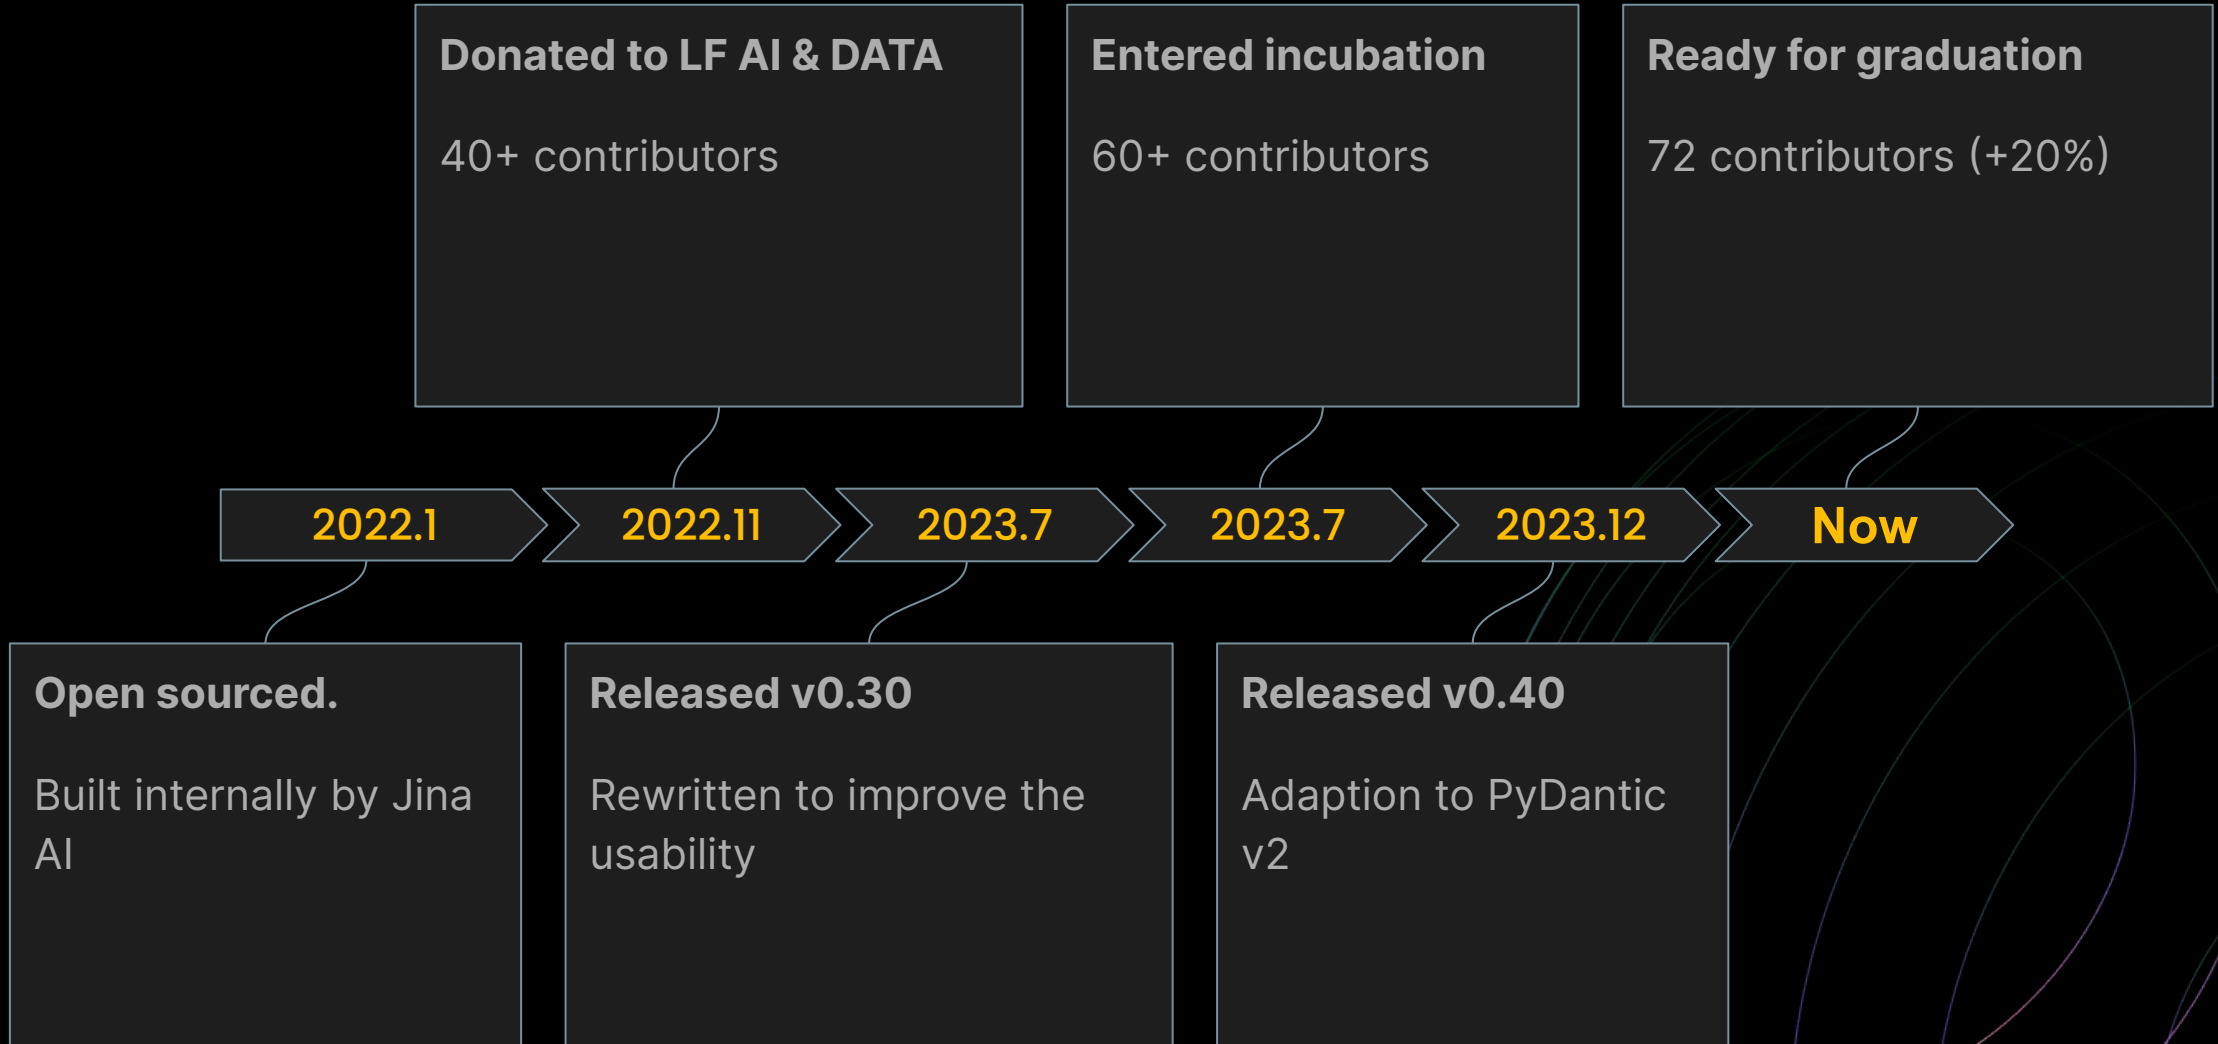 Donated to LF AI & DATA
40+ contributors
Entered incubation
60+ contributors
Ready for graduation
72 contributors (+20%)
2022.1
2022.11
2023.7
2023.7
2023.12
Now
Open sourced.
Built internally by Jina
AI
Released v0.30
Rewritten to improve the
usability
Released v0.40
Adaption to PyDantic
v2